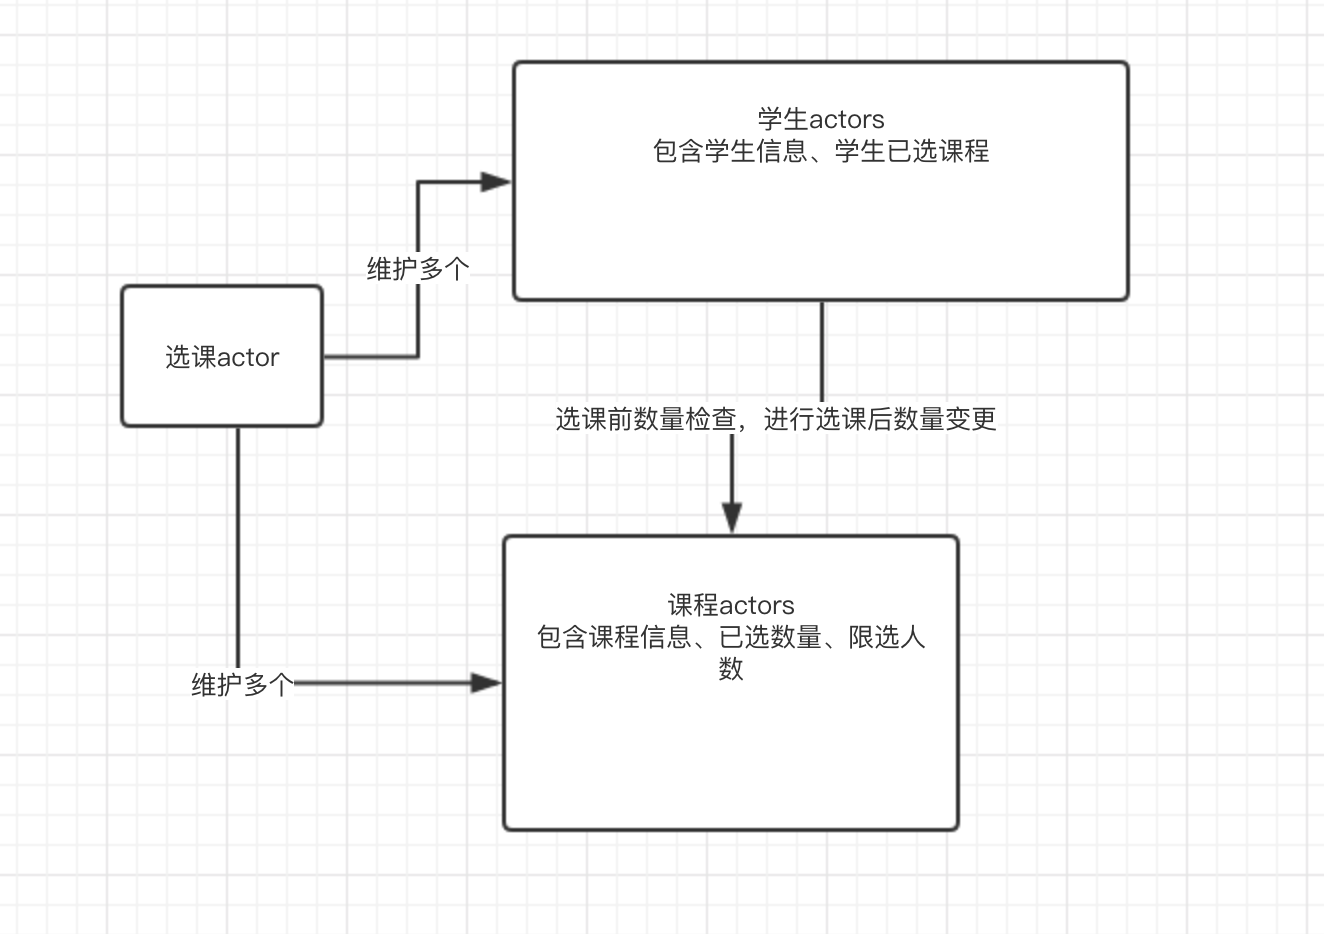 学生actors
包含学生信息、学生已选课程
维护多个
选课actor
选课前数量检查，进行选课后数量变更
课程actors
包含课程信息、已选数量、限选人
数
维护多个